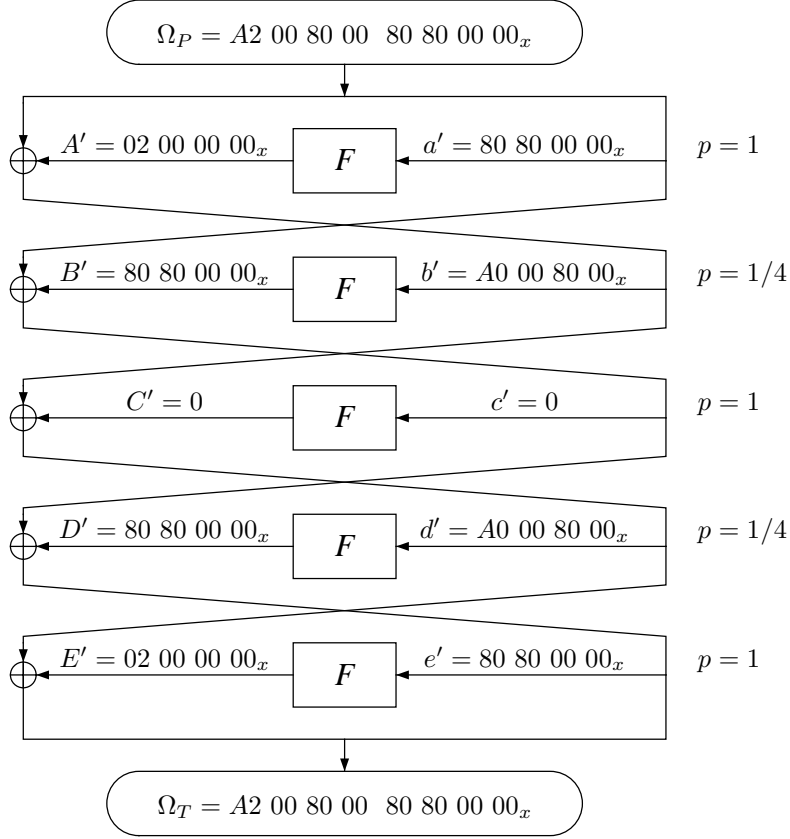 Ω_P = A2 00 80 00 80 80 00 00_x
A′ = 02 00 00 00_x F a′ = 80 80 00 00_x p = 1
B′ = 80 80 00 00_x F b′ = A0 00 80 00_x p = 1/4
C′ = 0 F c′ = 0 p = 1
D′ = 80 80 00 00_x F d′ = A0 00 80 00_x p = 1/4
E′ = 02 00 00 00_x F e′ = 80 80 00 00_x p = 1
Ω_T = A2 00 80 00 80 80 00 00_x